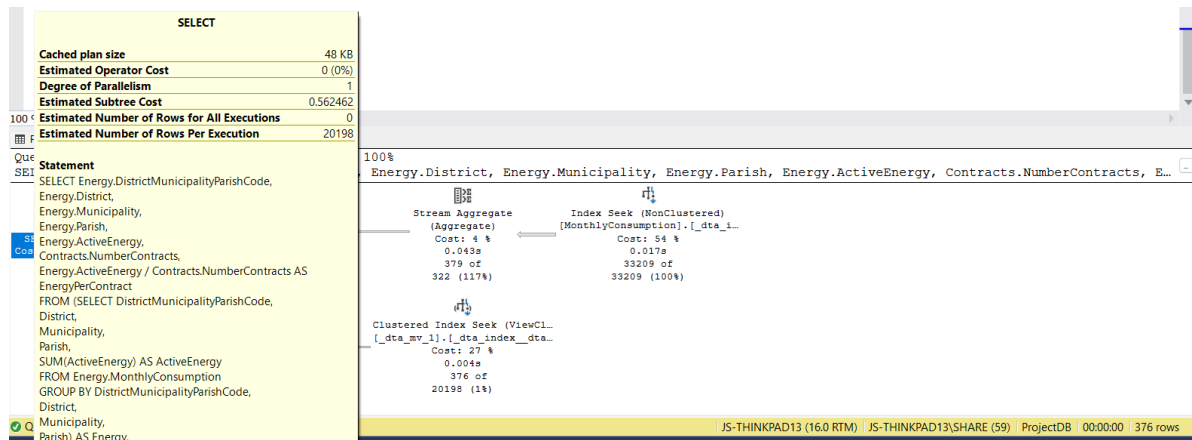 SELECT
Cached plan size 48 KB
Estimated Operator Cost 0 (0%)
Degree of Parallelism 1
Estimated Subtree Cost 0.562462
Estimated Number of Rows for All Executions 0
Estimated Number of Rows Per Execution 20198
Statement
SELECT Energy.DistrictMunicipalityParishCode,
Energy.District,
Energy.Municipality,
Energy.Parish,
Energy.ActiveEnergy,
Contracts.NumberContracts,
Energy.ActiveEnergy / Contracts.NumberContracts AS
EnergyPerContract
FROM (SELECT DistrictMunicipalityParishCode,
District,
Municipality,
Parish,
SUM(ActiveEnergy) AS ActiveEnergy
FROM Energy.MonthlyConsumption
GROUP BY DistrictMunicipalityParishCode,
District,
Municipality,
Parish) AS Energy,
100
100%
, Energy.District, Energy.Municipality, Energy.Parish, Energy.ActiveEnergy, Contracts.NumberContracts, E…
Stream Aggregate
(Aggregate)
Cost: 4 %
0.043s
379 of
322 (117%)
Index Seek (NonClustered)
[MonthlyConsumption].[_dta_i…
Cost: 54 %
0.017s
33209 of
33209 (100%)
Clustered Index Seek (ViewCl…
[_dta_mv_1].[_dta_index__dta…
Cost: 27 %
0.004s
376 of
20198 (1%)
JS-THINKPAD13 (16.0 RTM) JS-THINKPAD13\SHARE (59) ProjectDB 00:00:00 376 rows